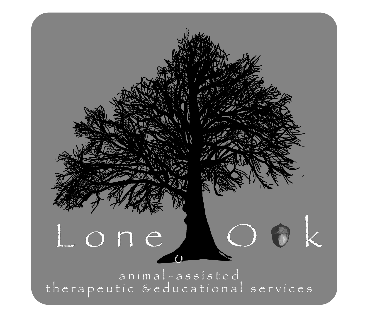 Lone Oak
animal-assisted
therapeutic & educational services